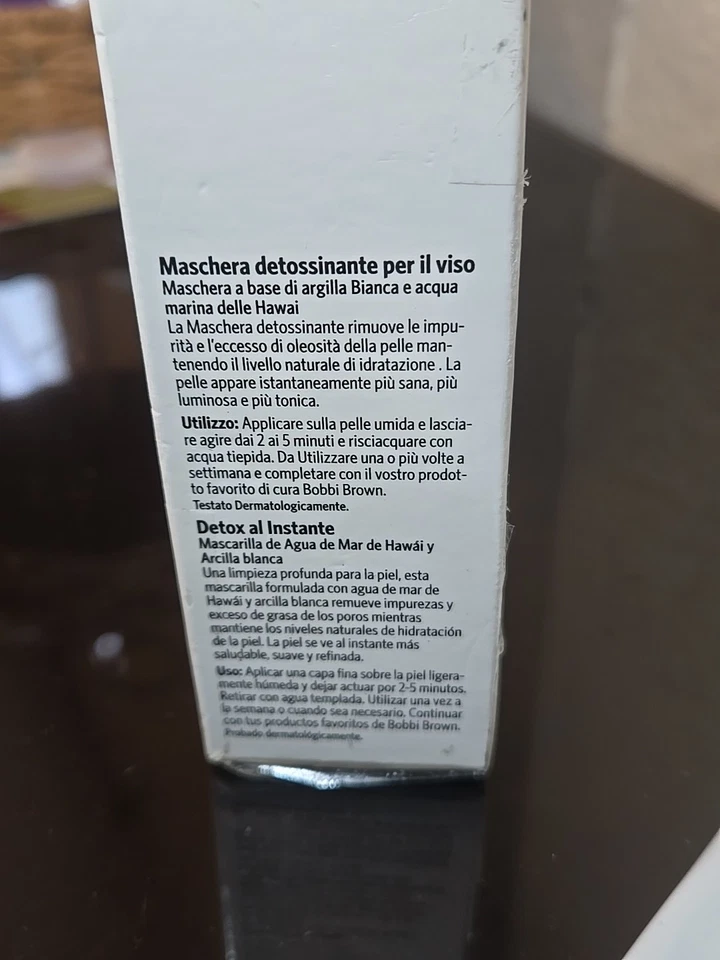 Maschera detossinante per il viso
Maschera a base di argilla Bianca e acqua
marina delle Hawai
La Maschera detossinante rimuove le impu-
rità e l'eccesso di oleosità della pelle man-
tenendo il livello naturale di idratazione . La
pelle appare istantaneamente più sana, più
luminosa e più tonica.
Utilizzo: Applicare sulla pelle umida e lascia-
re agire dai 2 ai 5 minuti e risciacquare con
acqua tiepida. Da Utilizzare una o più volte a
settimana e completare con il vostro prodot-
to favorito di cura Bobbi Brown.
Testato Dermatologicamente.
Detox al Instante
Mascarilla de Agua de Mar de Hawái y
Arcilla blanca
Una limpieza profunda para la piel, esta
mascarilla formulada con agua de mar de
Hawái y arcilla blanca remueve impurezas y
exceso de grasa de los poros mientras
mantiene los niveles naturales de hidratación
de la piel. La piel se ve al instante más
saludable, suave y refinada.
Uso: Aplicar una capa fina sobre la piel ligera-
mente húmeda y dejar actuar por 2-5 minutos.
Retirar con agua templada. Utilizar una vez a
la semana o cuando sea necesario. Continuar
con tus productos favoritos de Bobbi Brown.
Probado dermatológicamente.